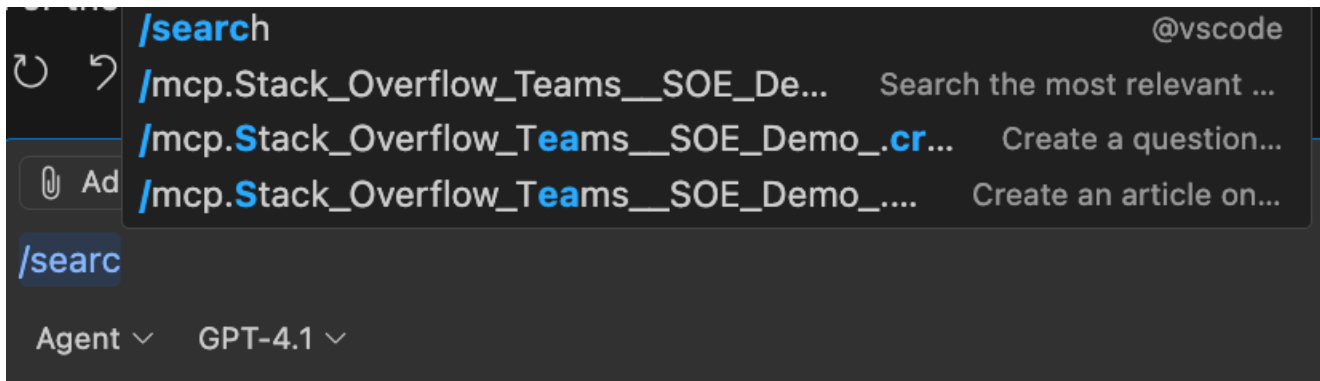 /search @vscode
/mcp.Stack_Overflow_Teams__SOE_De... Search the most relevant ...
/mcp.Stack_Overflow_Teams__SOE_Demo_.cr... Create a question...
/mcp.Stack_Overflow_Teams__SOE_Demo_.... Create an article on...
Ad
/searc
Agent GPT-4.1